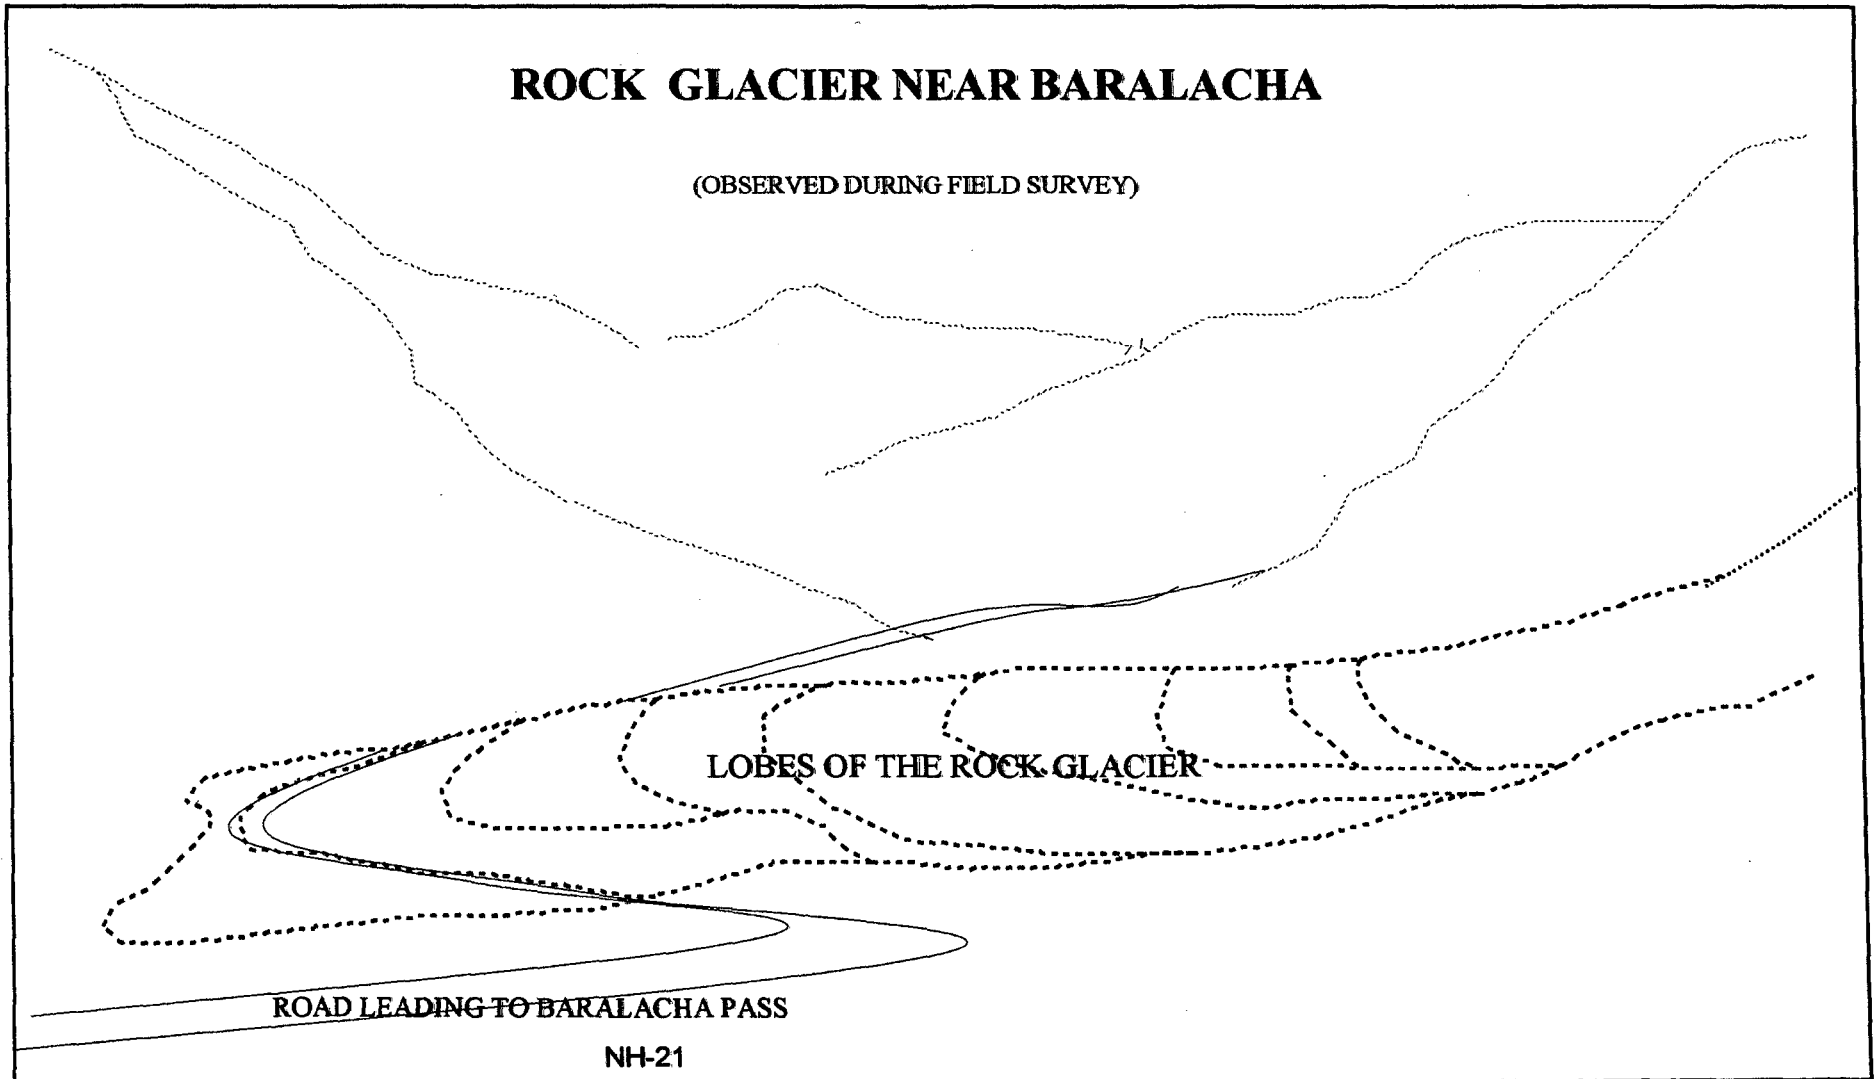 ROCK GLACIER NEAR BARALACHA
(OBSERVED DURING FIELD SURVEY)
LOBES OF THE ROCK GLACIER
ROAD LEADING TO BARALACHA PASS
NH-21